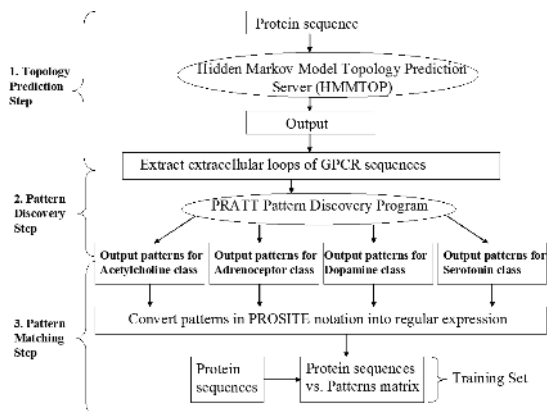 Protein sequence
1. Topology
Prediction
Step
Hidden Markov Model Topology Prediction
Server (HMMTOP)
Output
Extract extracellular loops of GPCR sequences
2. Pattern
Discovery
Step
PRATT Pattern Discovery Program
Output patterns for
Acetylcholine class
Output patterns for
Adrenoceptor class
Output patterns for
Dopamine class
Output patterns for
Serotonin class
3. Pattern
Matching
Step
Convert patterns in PROSITE notation into regular expression
Protein
sequences
Protein sequences
vs. Patterns matrix
Training Set